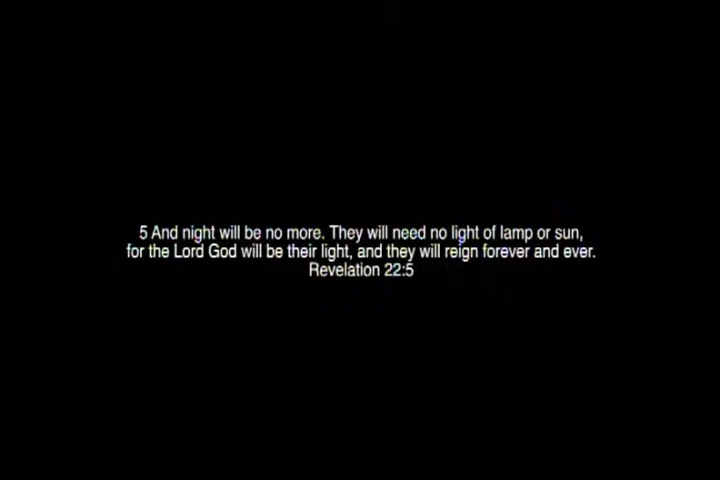 5 And night will be no more. They will need no light of lamp or sun,
for the Lord God will be their light, and they will reign forever and ever.
Revelation 22:5